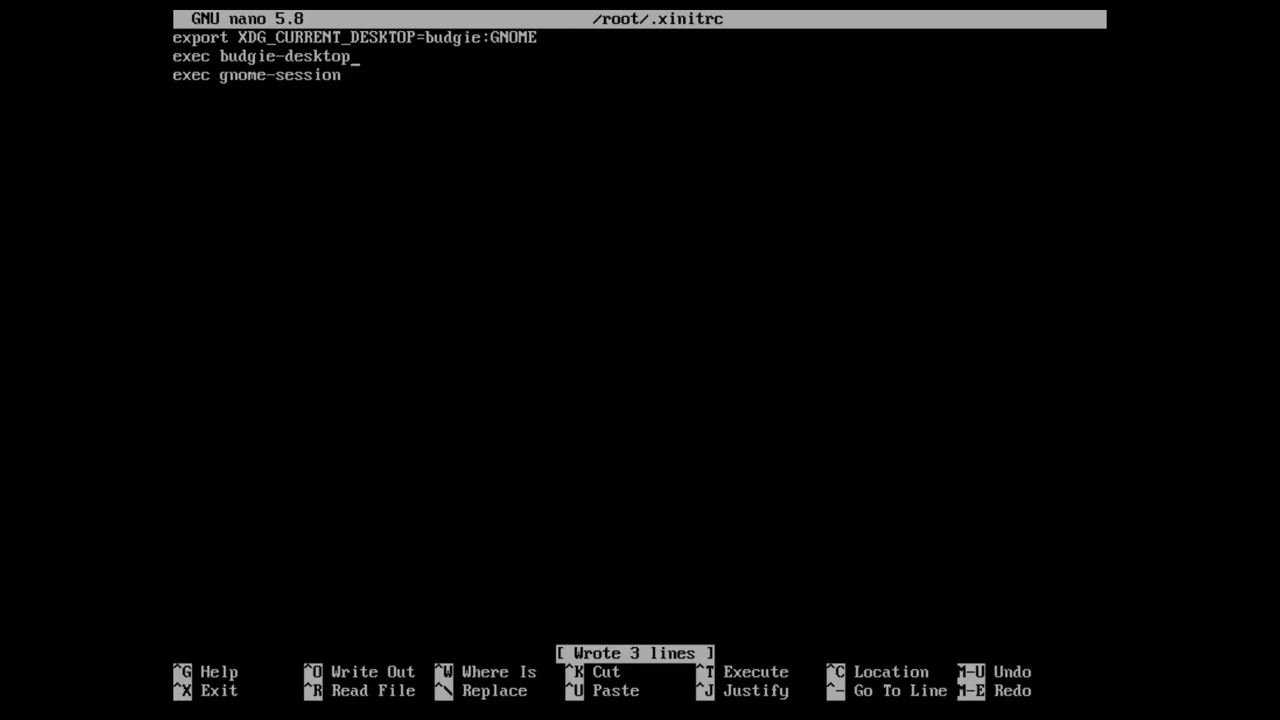 GNU nano 5.8 /root/.xinitrc
export XDG_CURRENT_DESKTOP=budgie:GNOME
exec budgie-desktop_
exec gnome-session
[ Wrote 3 lines ]
^G Help ^O Write Out ^W Where Is ^K Cut ^T Execute ^C Location M-U Undo
^X Exit ^R Read File ^\ Replace ^U Paste ^J Justify ^- Go To Line M-E Redo